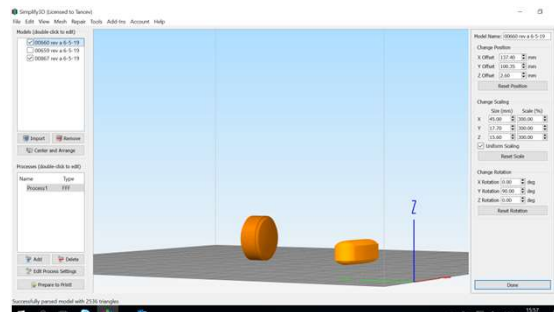 Simplify3D (Licensed to Tancev)
File Edit View Mesh Repair Tools Add-Ins Account Help
Models (double-click to edit)
00660 rev a 6-5-19
00659 rev a 6-5-19
00867 rev a 6-5-19
Import Remove
Center and Arrange
Processes (double-click to edit)
Name Type
Process1 FFF
Add Delete
Edit Process Settings
Prepare to Print!
Successfully parsed model with 2536 triangles
Z
Model Name: 00660 rev a 6-5-19
Change Position
X Offset 137.40 mm
Y Offset 100.20 mm
Z Offset 2.60 mm
Reset Position
Change Scaling
Size (mm) Scale (%)
X 45.00 300.00
Y 17.70 300.00
Z 15.60 300.00
Uniform Scaling
Reset Scale
Change Rotation
X Rotation 0.00 deg
Y Rotation 90.00 deg
Z Rotation 0.00 deg
Reset Rotation
Done
15:57